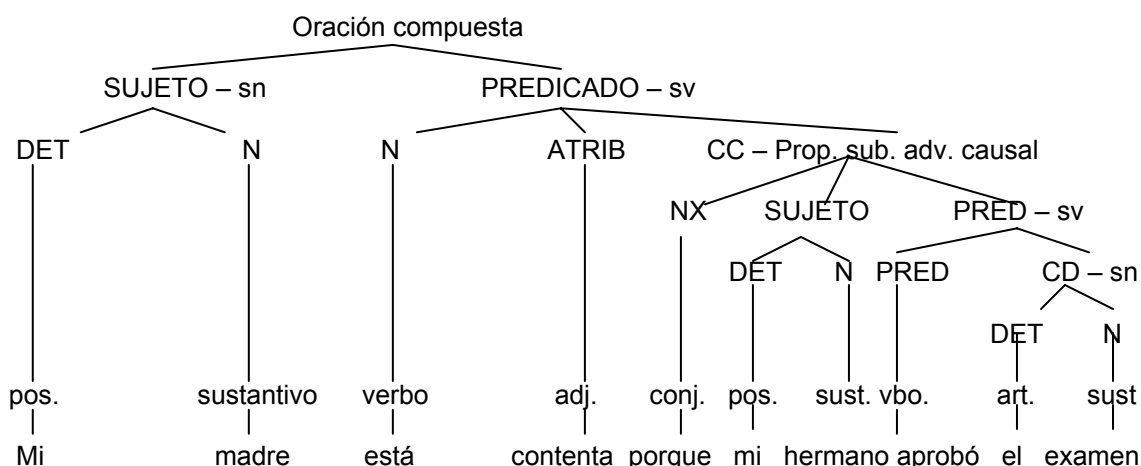 Oración compuesta
SUJETO – sn PREDICADO – sv
DET N N ATRIB CC – Prop. sub. adv. causal
NX SUJETO PRED – sv
DET N PRED CD – sn
DET N
pos. sustantivo verbo adj. conj. pos. sust. vbo. art. sust
Mi madre está contenta porque mi hermano aprobó el examen